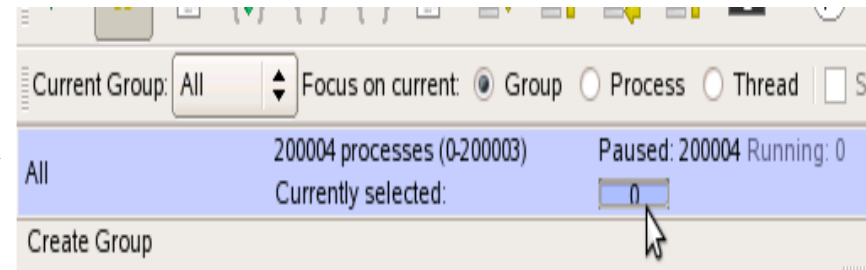 Current Group: All Focus on current: Group Process Thread S
200004 processes (0-200003) Paused: 200004 Running: 0
All
Currently selected: 0
Create Group